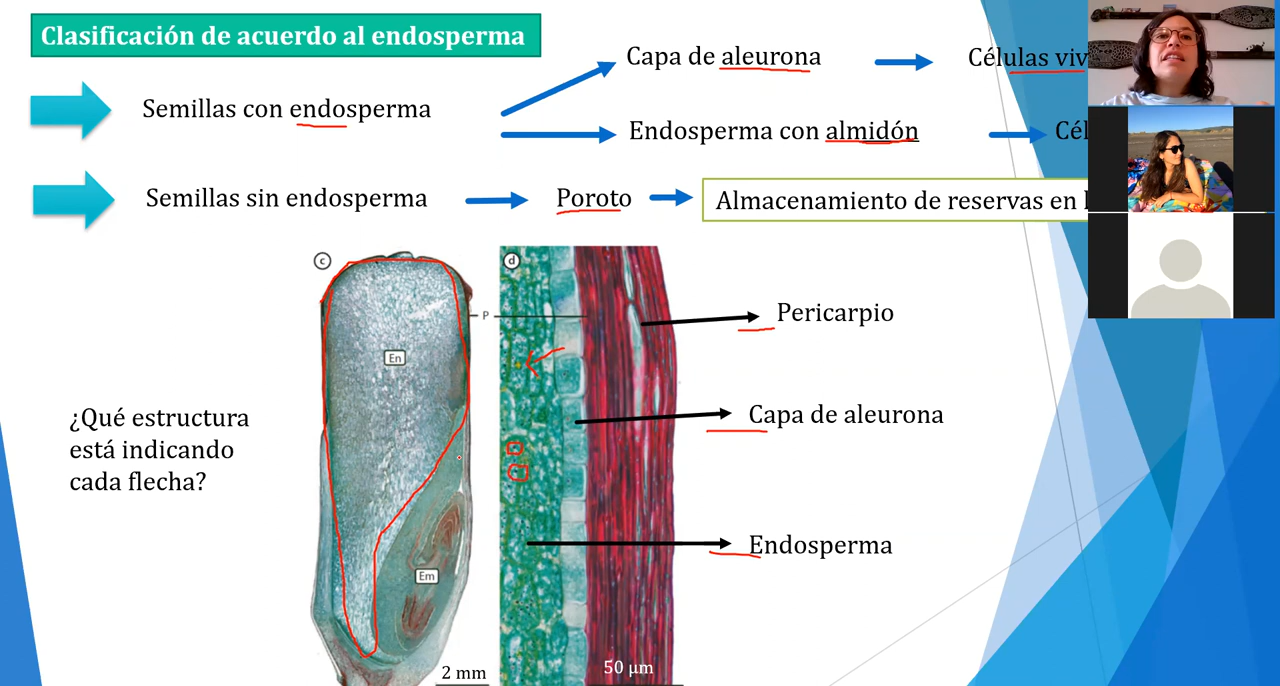 Clasificación de acuerdo al endosperma
Semillas con endosperma
Capa de aleurona
Células viv
Endosperma con almidón
Cél
Semillas sin endosperma
Poroto
Almacenamiento de reservas en
c
d
P
En
Em
Pericarpio
Capa de aleurona
Endosperma
¿Qué estructura
está indicando
cada flecha?
2 mm
50 µm